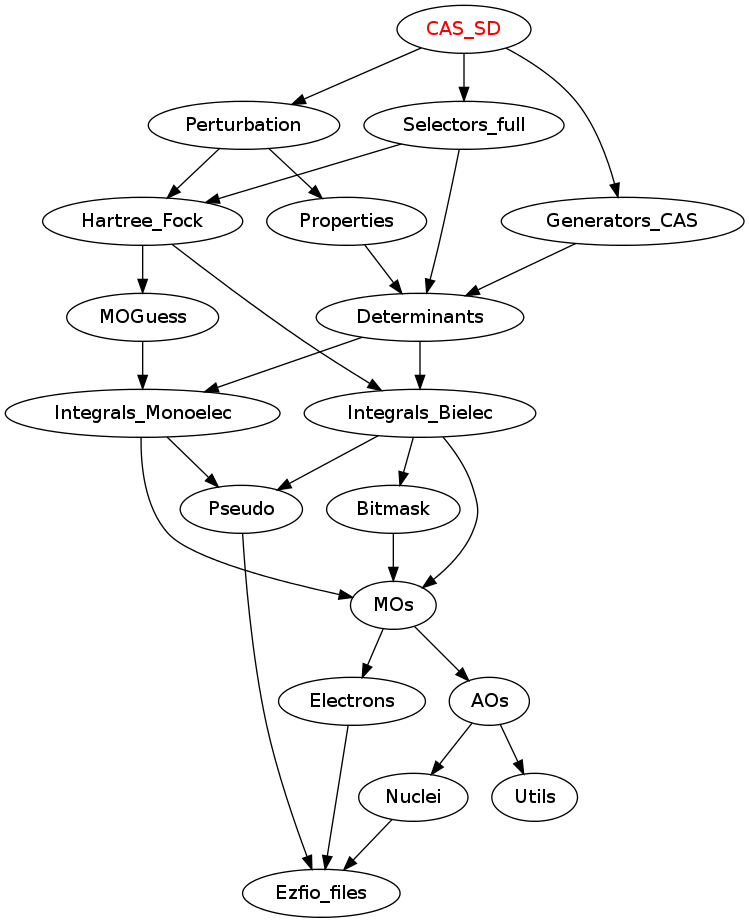 CAS_SD
Perturbation
Selectors_full
Hartree_Fock
Properties
Generators_CAS
MOGuess
Determinants
Integrals_Monoelec
Integrals_Bielec
Pseudo
Bitmask
MOs
Electrons
AOs
Nuclei
Utils
Ezfio_files